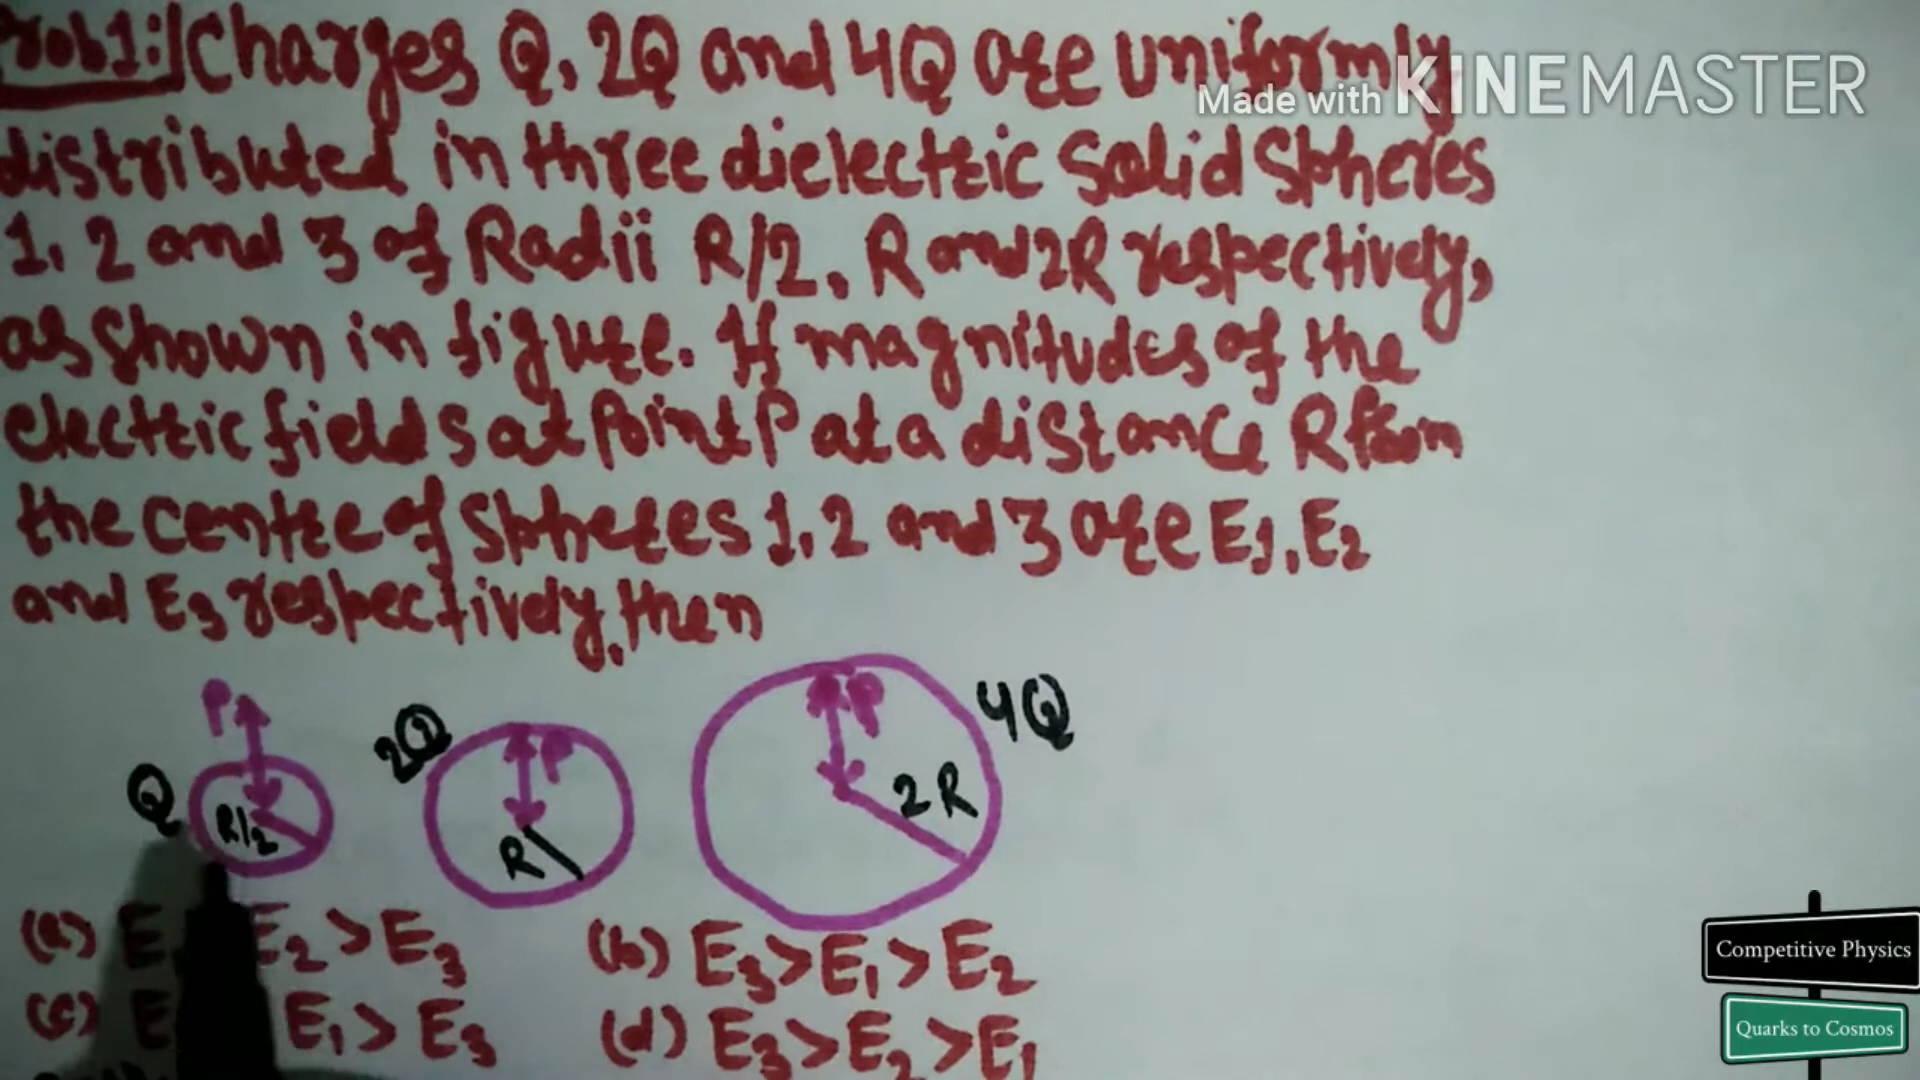 Prob1:| Charges Q, 2Q and 4Q are uniformly
Made with KINEMASTER
distributed in three dielectric solid spheres
1, 2 and 3 of Radii R/2, R and 2R respectively,
as shown in figure. If magnitudes of the
electric fields at Point P at a distance R from
the centre of spheres 1, 2 and 3 are E1, E2
and E3 respectively, then
P
Q
R/2
2Q
P
R
P
4Q
2R
(a) E E2 > E3
(b) E3 > E1 > E2
(c) E E1 > E3
(d) E3 > E2 > E1
Competitive Physics
Quarks to Cosmos